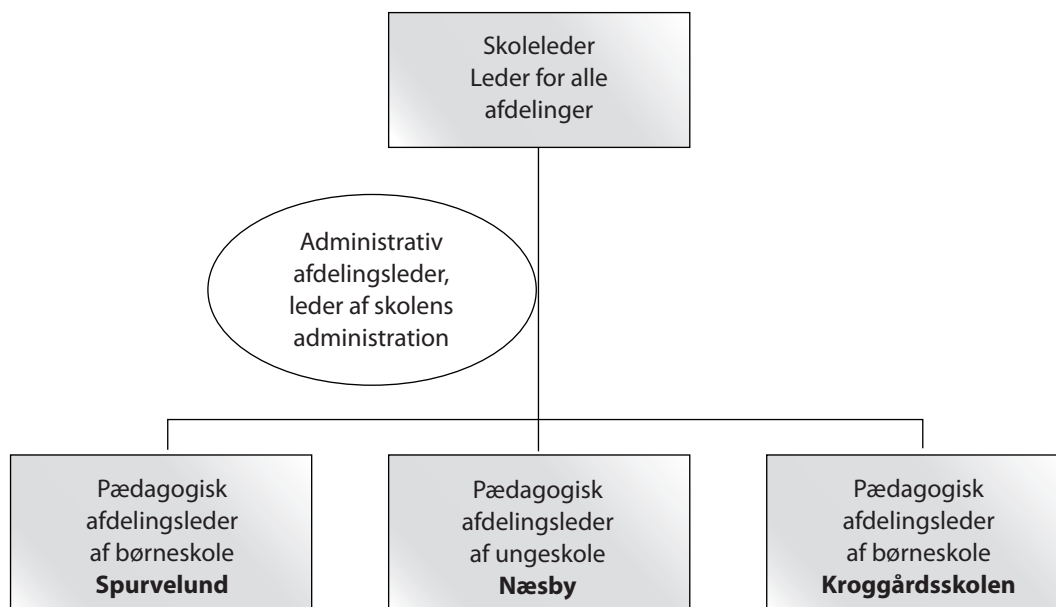 Skoleleder
Leder for alle
afdelinger
Administrativ
afdelingsleder,
leder af skolens
administration
Pædagogisk
afdelingsleder
af børneskole
Spurvelund
Pædagogisk
afdelingsleder
af ungeskole
Næsby
Pædagogisk
afdelingsleder
af børneskole
Kroggårdsskolen